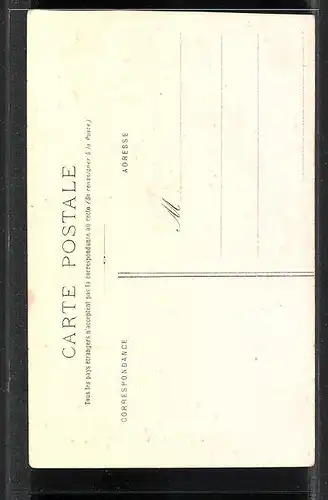 CARTE POSTALE
Tous les pays étrangers n'acceptent pas la correspondance au recto (Se renseigner à la Poste)
CORRESPONDANCE
ADRESSE
M